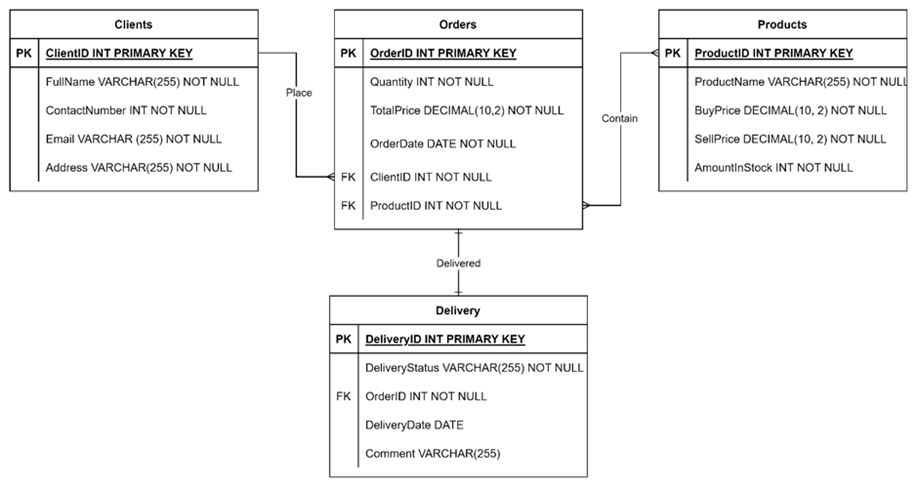 Clients
PK ClientID INT PRIMARY KEY
FullName VARCHAR(255) NOT NULL
ContactNumber INT NOT NULL
Email VARCHAR (255) NOT NULL
Address VARCHAR(255) NOT NULL
Place
Orders
PK OrderID INT PRIMARY KEY
Quantity INT NOT NULL
TotalPrice DECIMAL(10,2) NOT NULL
OrderDate DATE NOT NULL
FK ClientID INT NOT NULL
FK ProductID INT NOT NULL
Contain
Products
PK ProductID INT PRIMARY KEY
ProductName VARCHAR(255) NOT NULL
BuyPrice DECIMAL(10, 2) NOT NULL
SellPrice DECIMAL(10, 2) NOT NULL
AmountInStock INT NOT NULL
Delivered
Delivery
PK DeliveryID INT PRIMARY KEY
DeliveryStatus VARCHAR(255) NOT NULL
FK OrderID INT NOT NULL
DeliveryDate DATE
Comment VARCHAR(255)